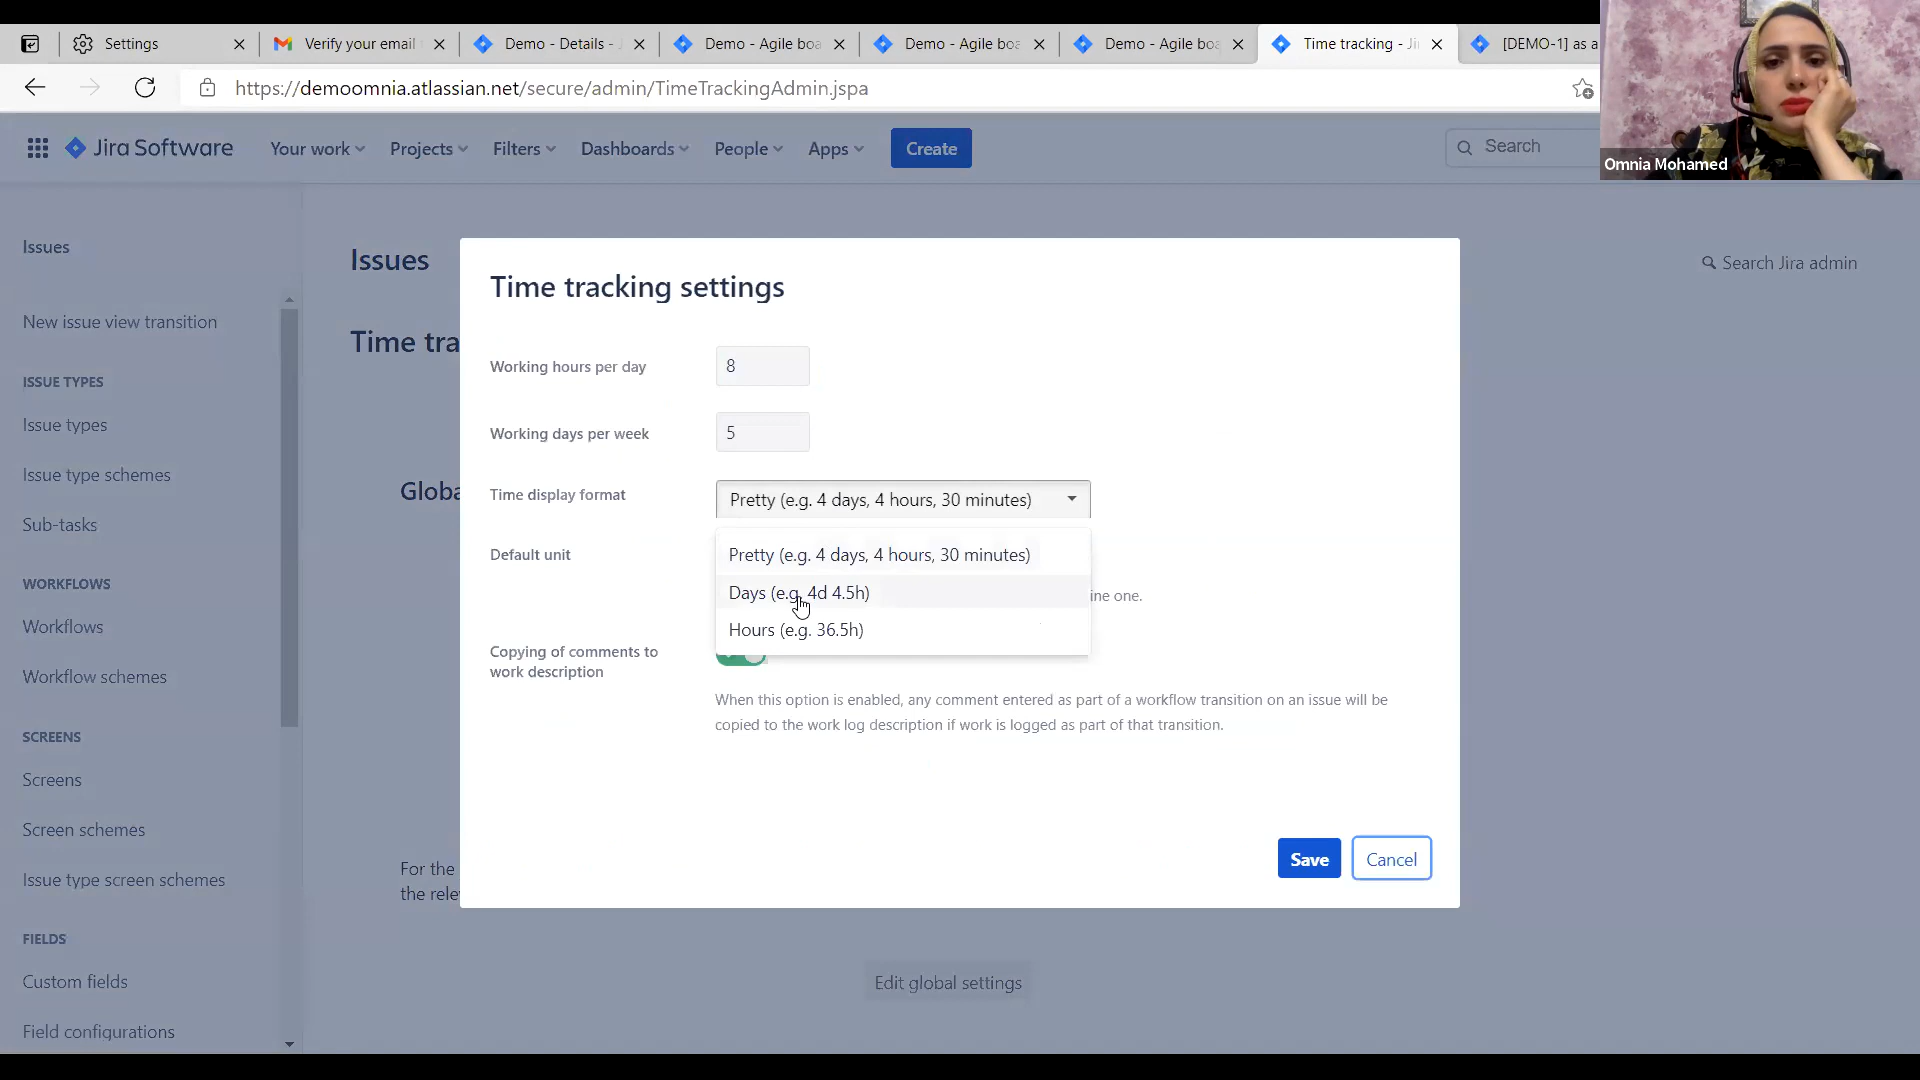 Settings
Verify your email
Demo - Details - J
Demo - Agile boa
Demo - Agile boa
Demo - Agile boa
Time tracking - Ji
[DEMO-1] as a
https://demoomnia.atlassian.net/secure/admin/TimeTrackingAdmin.jspa
Jira Software
Your work
Projects
Filters
Dashboards
People
Apps
Create
Search
Omnia Mohamed
Issues
New issue view transition
ISSUE TYPES
Issue types
Issue type schemes
Sub-tasks
WORKFLOWS
Workflows
Workflow schemes
SCREENS
Screens
Screen schemes
Issue type screen schemes
FIELDS
Custom fields
Field configurations
Issues
Search Jira admin
Time tra
Globa
For the
the rele
Edit global settings
Time tracking settings
Working hours per day
8
Working days per week
5
Time display format
Pretty (e.g. 4 days, 4 hours, 30 minutes)
Pretty (e.g. 4 days, 4 hours, 30 minutes)
Days (e.g. 4d 4.5h)
Hours (e.g. 36.5h)
Default unit
ine one.
Copying of comments to
work description
When this option is enabled, any comment entered as part of a workflow transition on an issue will be
copied to the work log description if work is logged as part of that transition.
Save
Cancel